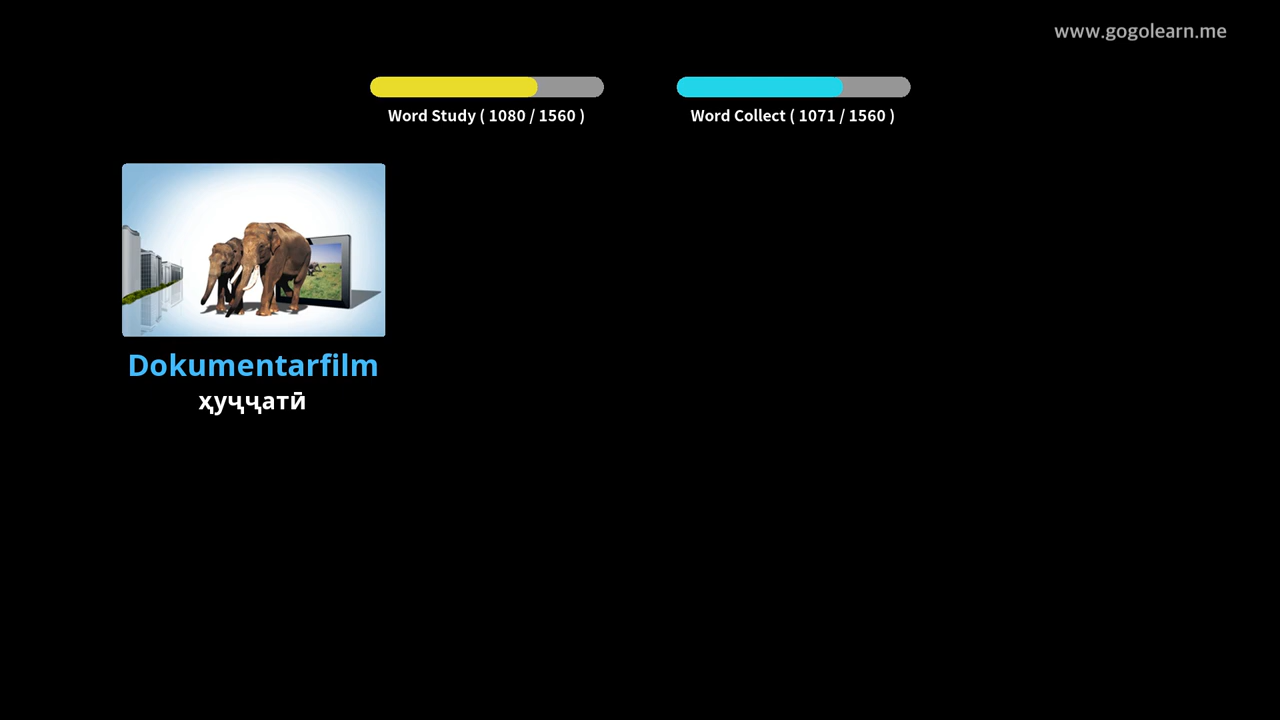 www.gogolearn.me
Word Study ( 1080 / 1560 )
Word Collect ( 1071 / 1560 )
Dokumentarfilm
ҳуҷҷатӣ